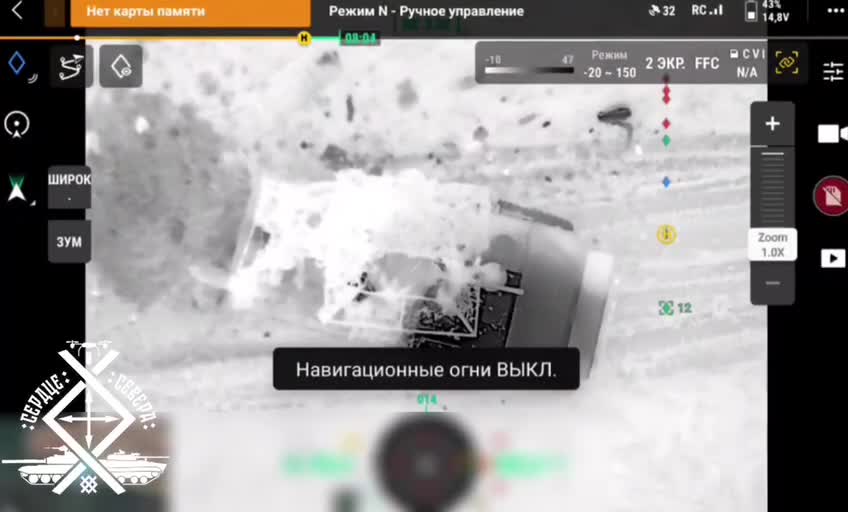 Нет карты памяти
Режим N - Ручное управление
32
RC
43%
14,8V
H
08:04
-10
47
Режим
-20 ~ 150
2 ЭКР.
FFC
C V I
N/A
ШИРОК
.
ЗУМ
+
Zoom
1.0X
12
Навигационные огни ВЫКЛ.
014
СЕРДЦЕ
СЕВЕРА